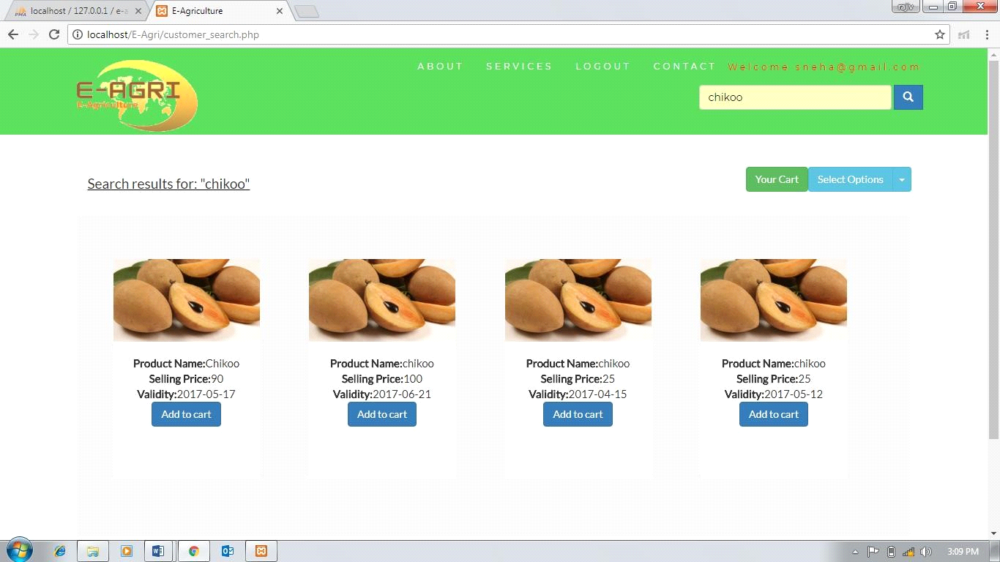 localhost / 127.0.0.1 / e-a
E-Agriculture
rajiv
localhost/E-Agri/customer_search.php
ABOUT SERVICES LOGOUT CONTACT Welcome sneha@gmail.com
E-AGRI
E-Agriculture
chikoo
Search results for: "chikoo"
Your Cart Select Options
Product Name:Chikoo
Selling Price:90
Validity:2017-05-17
Add to cart
Product Name:chikoo
Selling Price:100
Validity:2017-06-21
Add to cart
Product Name:chikoo
Selling Price:25
Validity:2017-04-15
Add to cart
Product Name:chikoo
Selling Price:25
Validity:2017-05-12
Add to cart
3:09 PM